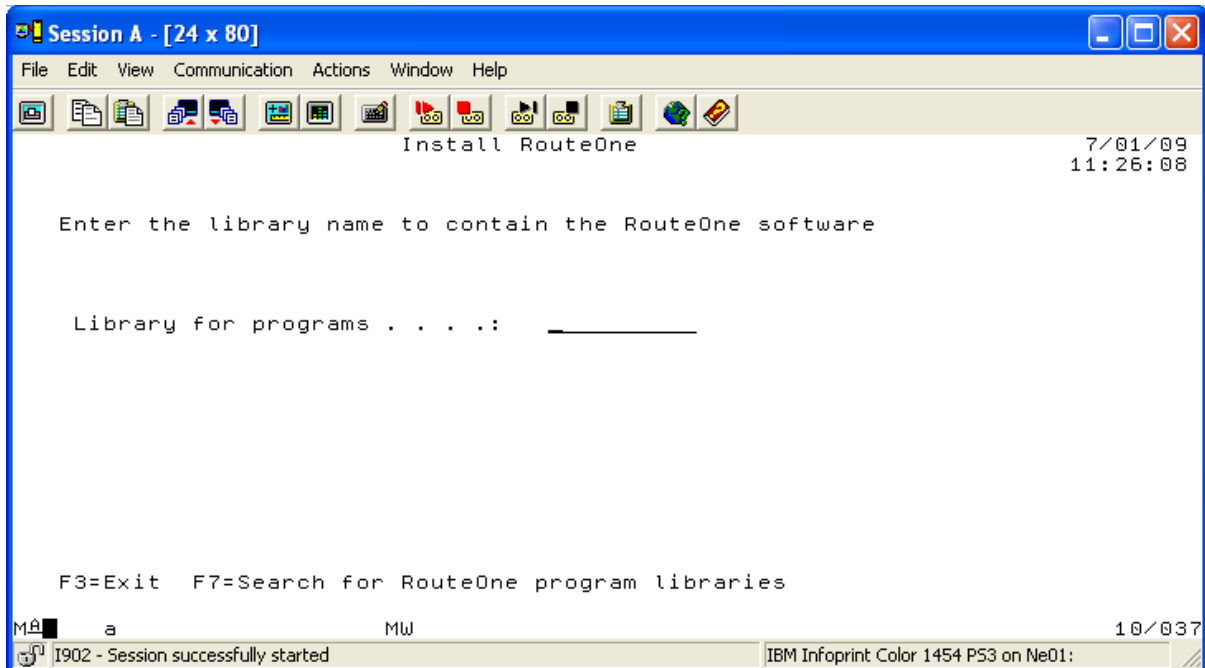 Session A - [24 x 80]
File Edit View Communication Actions Window Help
Install RouteOne 7/01/09
11:26:08
Enter the library name to contain the RouteOne software
Library for programs . . . .: _
F3=Exit F7=Search for RouteOne program libraries
MA a MW 10/037
I902 - Session successfully started IBM Infoprint Color 1454 PS3 on Ne01: